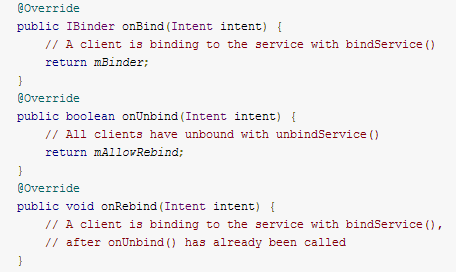 @Override
public IBinder onBind(Intent intent) {
    // A client is binding to the service with bindService()
    return mBinder;
}
@Override
public boolean onUnbind(Intent intent) {
    // All clients have unbound with unbindService()
    return mAllowRebind;
}
@Override
public void onRebind(Intent intent) {
    // A client is binding to the service with bindService(),
    // after onUnbind() has already been called
}